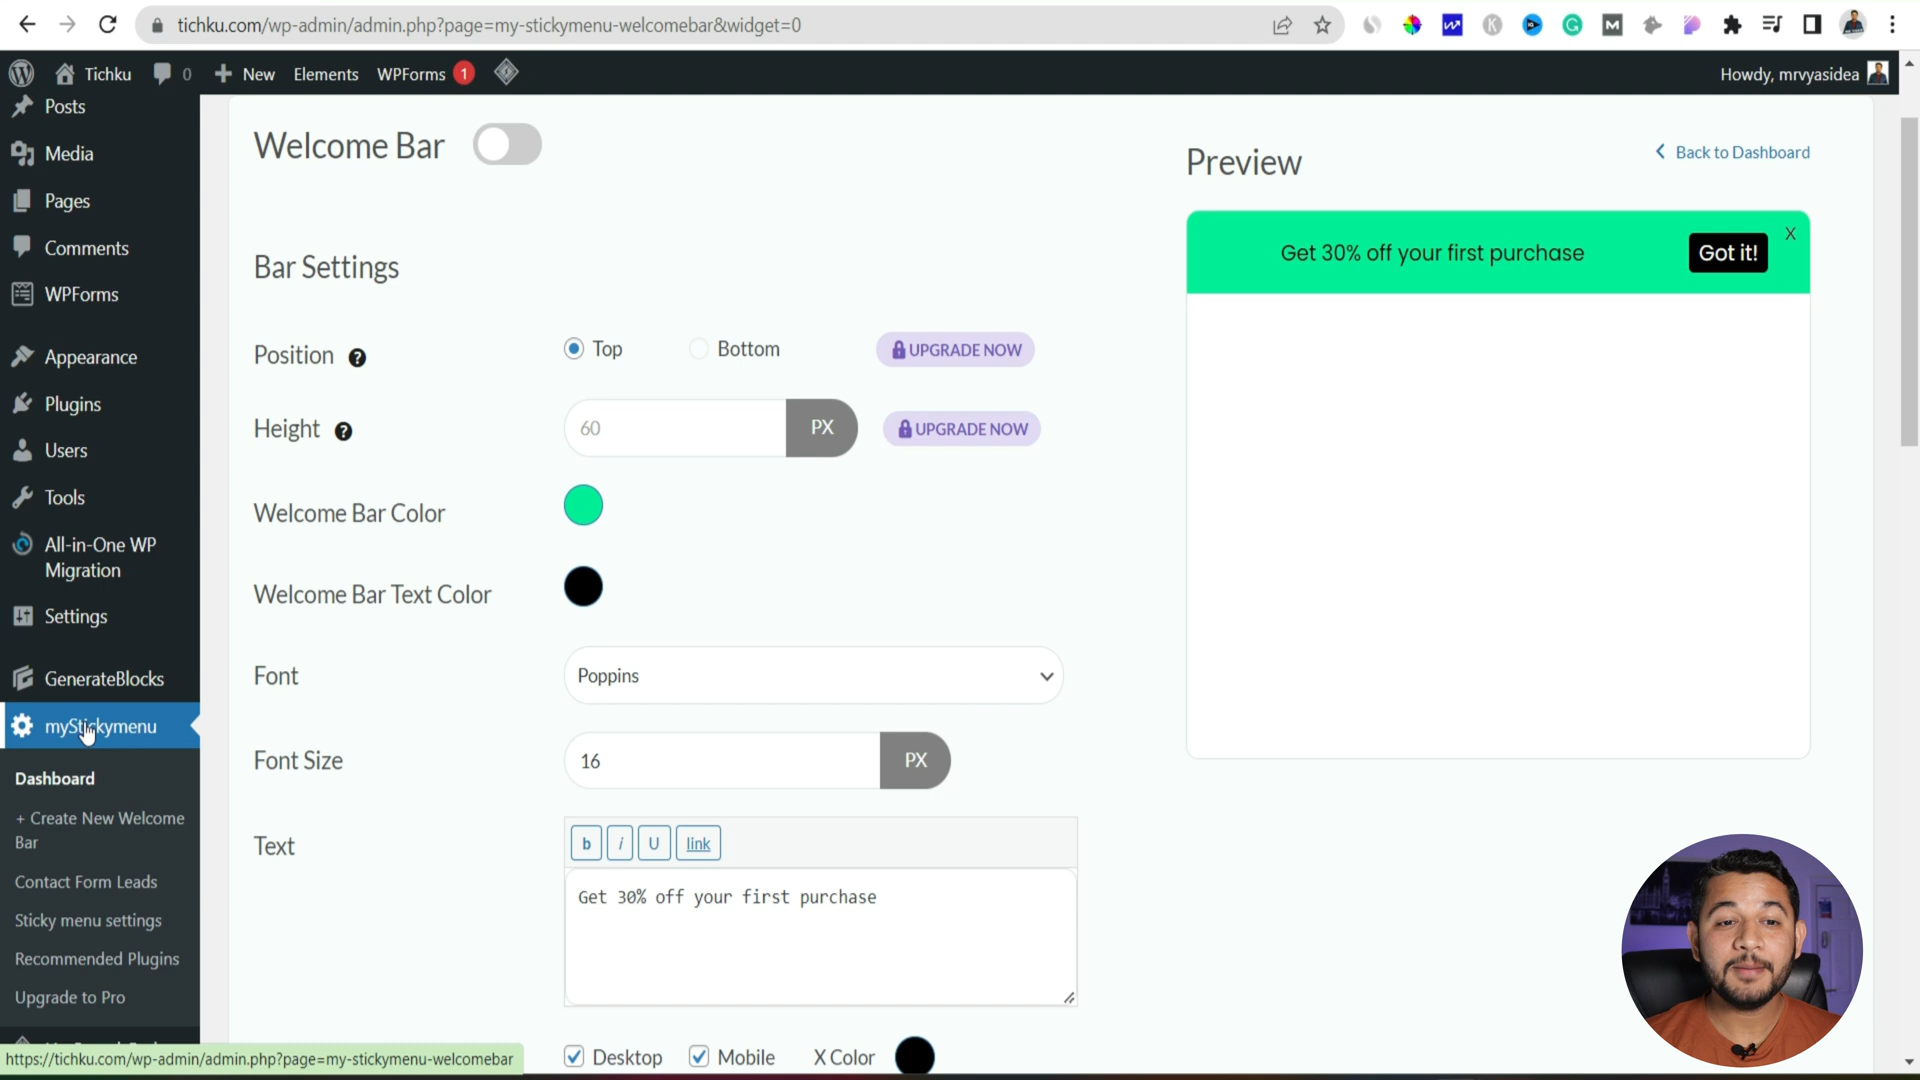 tichku.com/wp-admin/admin.php?page=my-stickymenu-welcomebar&widget=0
Tichku 0 New Elements WPForms 1 Howdy, mrvyasidea
Posts
Media
Pages
Comments
WPForms
Appearance
Plugins
Users
Tools
All-in-One WP
Migration
Settings
GenerateBlocks
myStickymenu
Dashboard
+ Create New Welcome
Bar
Contact Form Leads
Sticky menu settings
Recommended Plugins
Upgrade to Pro
https://tichku.com/wp-admin/admin.php?page=my-stickymenu-welcomebar
Welcome Bar
Bar Settings
Position ? Top Bottom UPGRADE NOW
Height ? 60 PX UPGRADE NOW
Welcome Bar Color
Welcome Bar Text Color
Font Poppins
Font Size 16 PX
Text b i U link
Get 30% off your first purchase
Desktop Mobile X Color
Preview
Back to Dashboard
Get 30% off your first purchase Got it! X